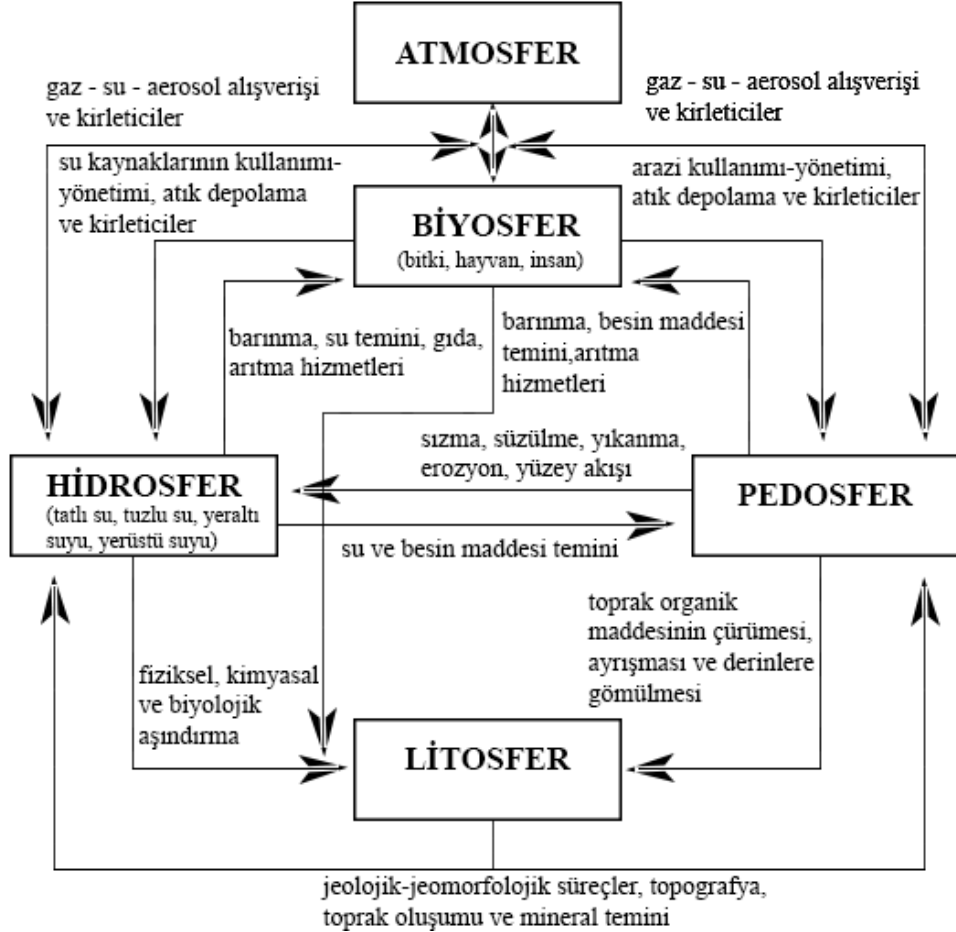 ATMOSFER
gaz - su - aerosol alışverişi
ve kirleticiler
gaz - su - aerosol alışverişi
ve kirleticiler
su kaynaklarının kullanımı-
yönetimi, atık depolama
ve kirleticiler
arazi kullanımı-yönetimi,
atık depolama ve kirleticiler
BİYOSFER
(bitki, hayvan, insan)
barınma, su temini, gıda,
arıtma hizmetleri
barınma, besin maddesi
temini,arıtma
hizmetleri
sızma, süzülme, yıkanma,
erozyon, yüzey akışı
HİDROSFER
(tatlı su, tuzlu su, yeraltı
suyu, yerüstü suyu)
PEDOSFER
su ve besin maddesi temini
fiziksel, kimyasal
ve biyolojik
aşındırma
toprak organik
maddesinin çürümesi,
ayrışması ve derinlere
gömülmesi
LİTOSFER
jeolojik-jeomorfolojik süreçler, topografya,
toprak oluşumu ve mineral temini